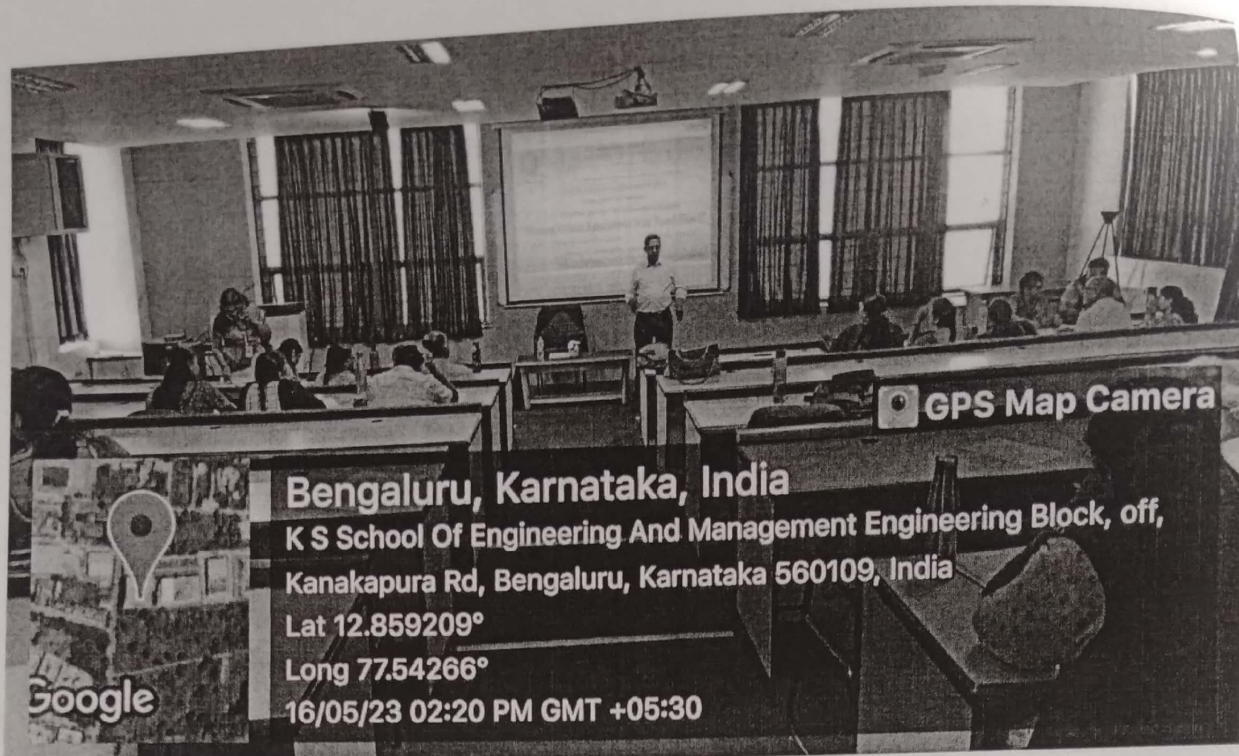 GPS Map Camera
Bengaluru, Karnataka, India
K S School Of Engineering And Management Engineering Block, off,
Kanakapura Rd, Bengaluru, Karnataka 560109, India
Lat 12.859209°
Long 77.54266°
16/05/23 02:20 PM GMT +05:30
Google